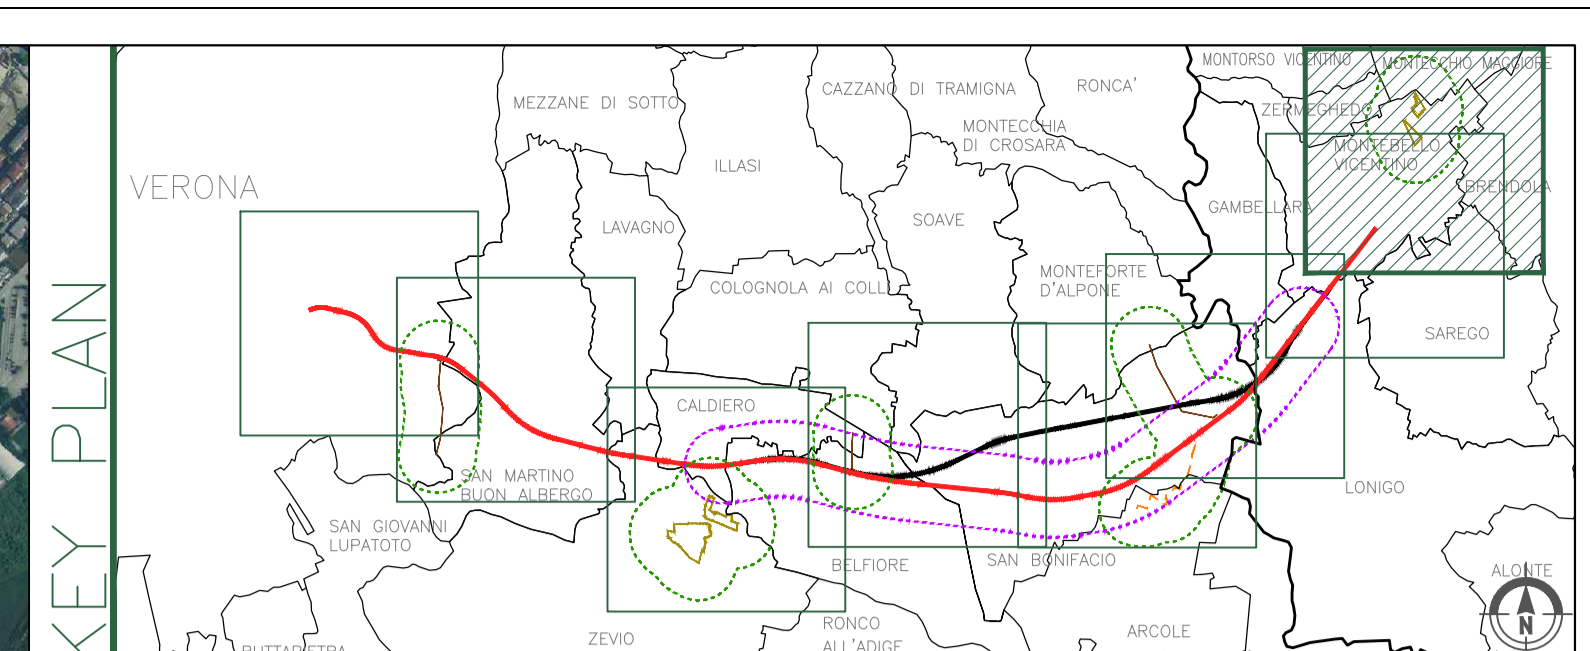 KEY PLAN
MONTORSO VICENTINO
MONTECCHIO MAGGIORE
MEZZANE DI SOTTO
CAZZANO DI TRAMIGNA
RONCA'
ZERMEGHEDO
MONTECCHIA
DI CROSARA
MONTEBELLO
VICENTINO
ILLASI
VERONA
BRENDOLA
GAMBELLARA
SOAVE
LAVAGNO
MONTEFORTE
D'ALPONE
COLOGNOLA AI COLLI
SAREGO
CALDIERO
SAN MARTINO
BUON ALBERGO
LONIGO
SAN GIOVANNI
LUPATOTO
BELFIORE
SAN BONIFACIO
ALONTE
N
RONCO
ALL'ADIGE
ARCOLE
ZEVIO
BUTTAPIETRA